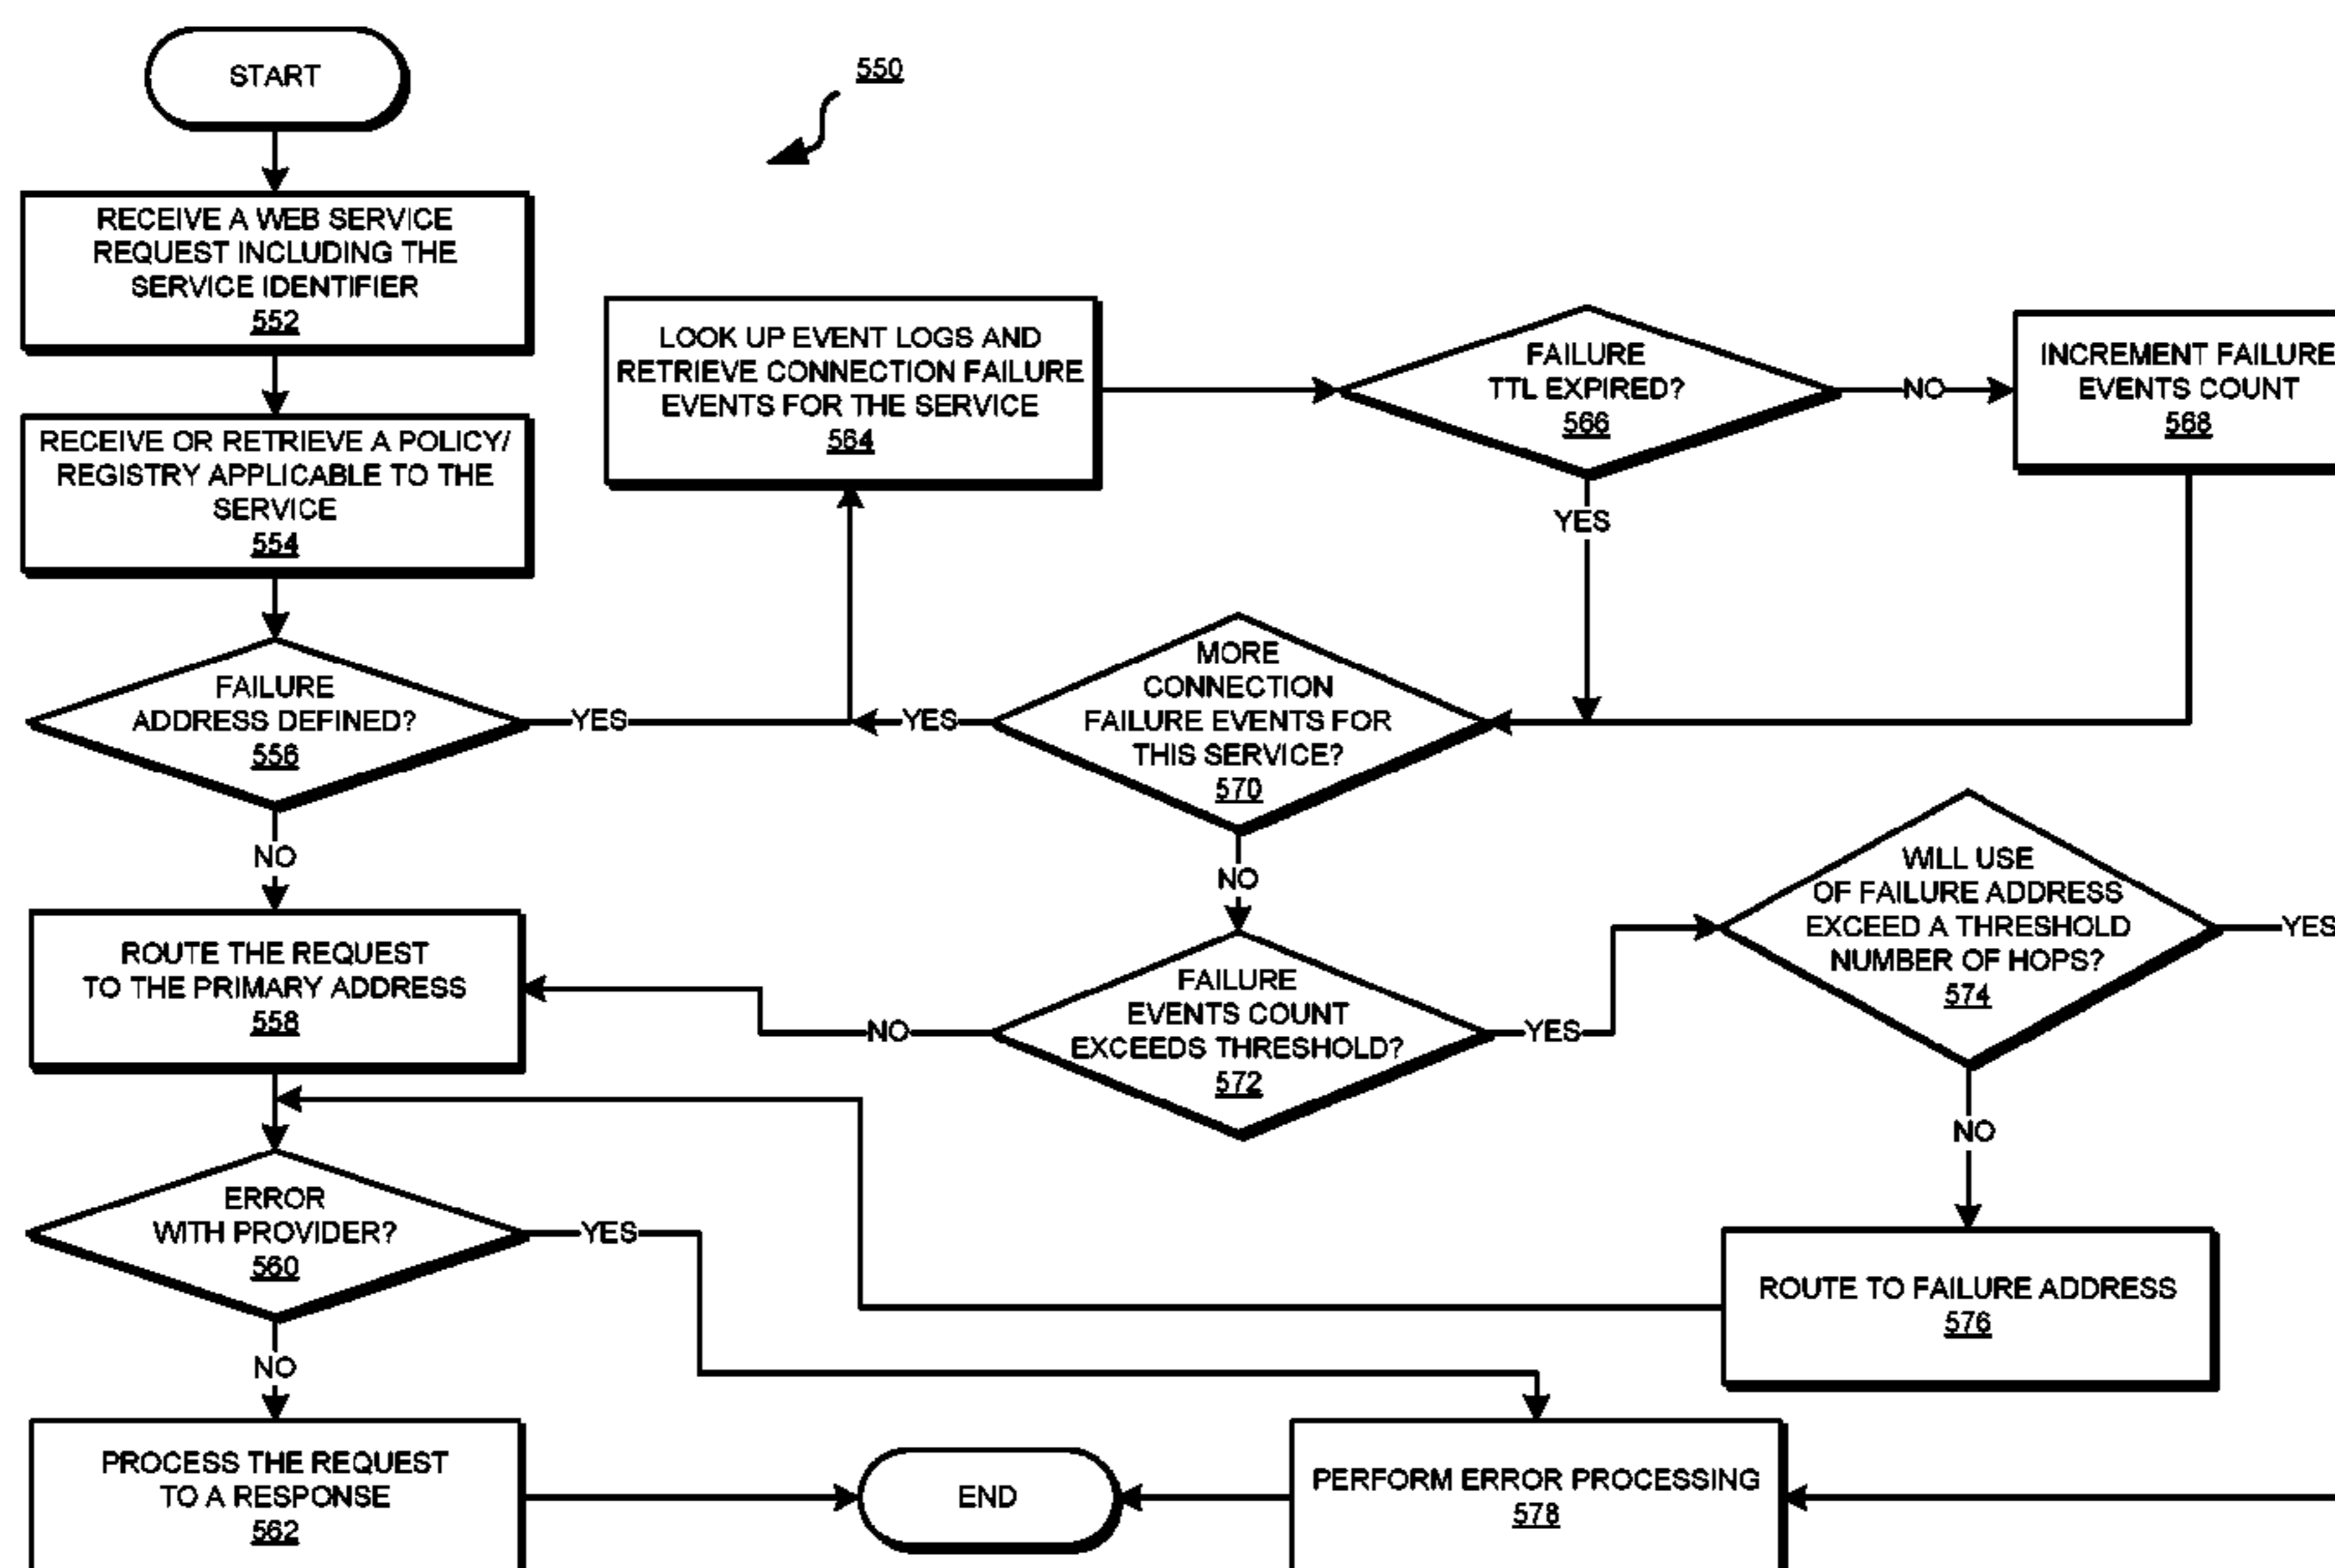 START
550
RECEIVE A WEB SERVICE
REQUEST INCLUDING THE
SERVICE IDENTIFIER
552
RECEIVE OR RETRIEVE A POLICY/
REGISTRY APPLICABLE TO THE
SERVICE
554
LOOK UP EVENT LOGS AND
RETRIEVE CONNECTION FAILURE
EVENTS FOR THE SERVICE
564
FAILURE
TTL EXPIRED?
566
NO
INCREMENT FAILURE
EVENTS COUNT
568
YES
FAILURE
ADDRESS DEFINED?
556
YES
YES
MORE
CONNECTION
FAILURE EVENTS FOR
THIS SERVICE?
570
NO
NO
ROUTE THE REQUEST
TO THE PRIMARY ADDRESS
558
NO
FAILURE
EVENTS COUNT
EXCEEDS THRESHOLD?
572
YES
WILL USE
OF FAILURE ADDRESS
EXCEED A THRESHOLD
NUMBER OF HOPS?
574
YES
NO
ERROR
WITH PROVIDER?
560
YES
ROUTE TO FAILURE ADDRESS
576
NO
PROCESS THE REQUEST
TO A RESPONSE
562
END
PERFORM ERROR PROCESSING
578